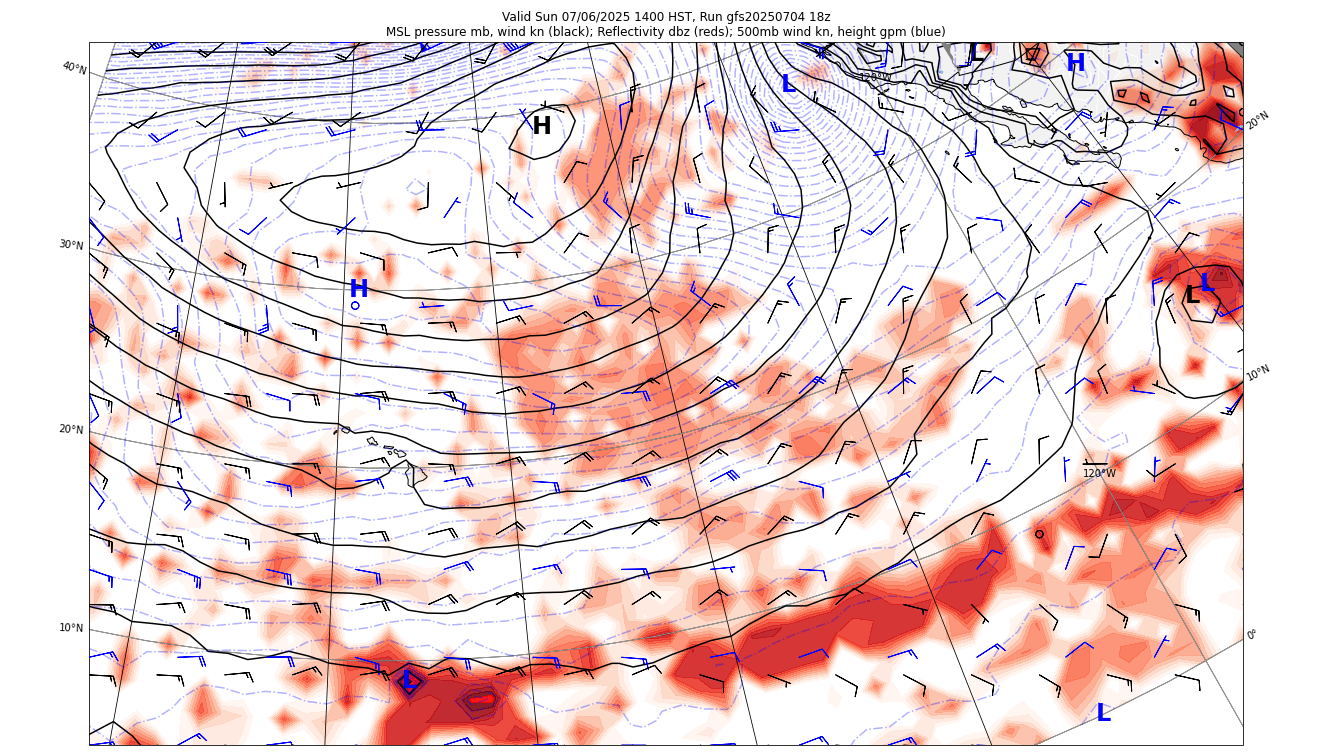 Valid Sun 07/06/2025 1400 HST, Run gfs20250704 18z
MSL pressure mb, wind kn (black); Reflectivity dbz (reds); 500mb wind kn, height gpm (blue)
L
H
40°N
L
120°W
H
20°N
30°N
H
L
L
10°N
20°N
120°W
10°N
0°
L
L